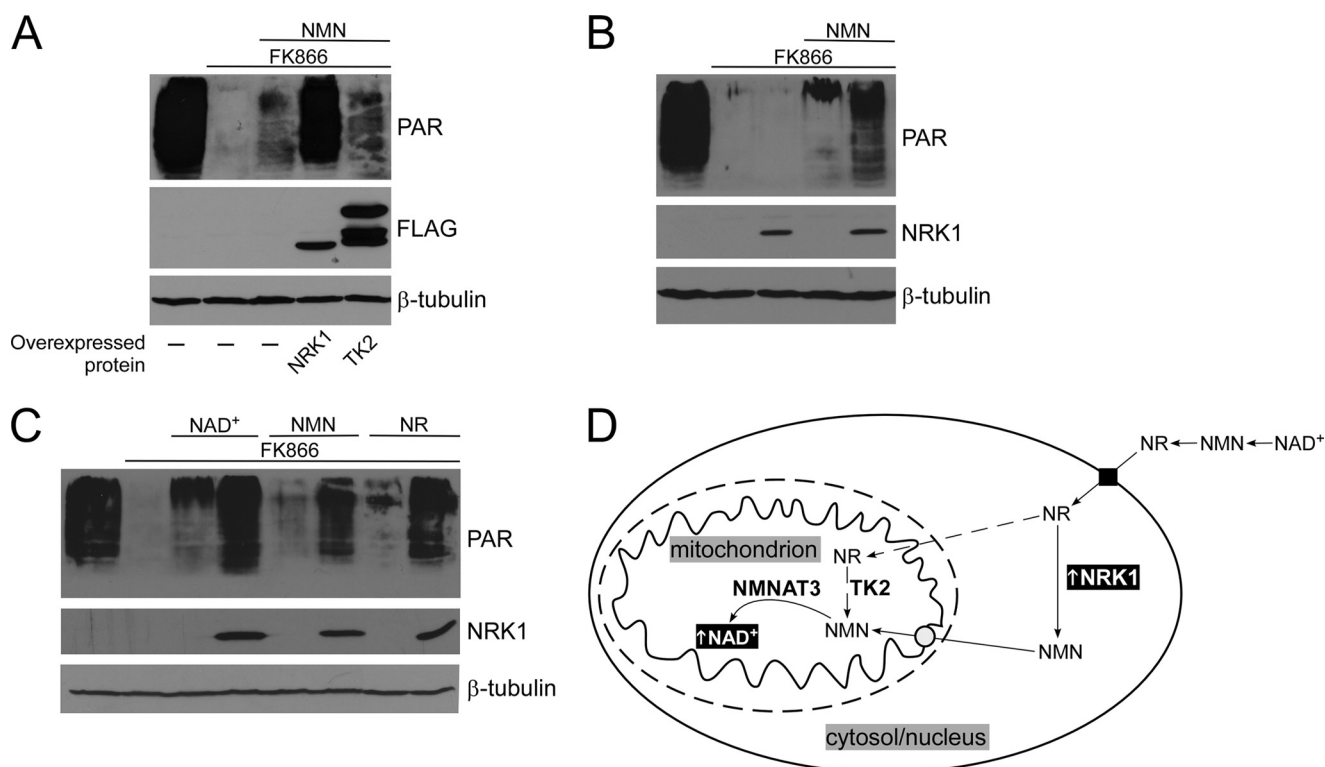 A
NMN
FK866
PAR
FLAG
β-tubulin
Overexpressed
protein
– – – NRK1 TK2
B
NMN
FK866
PAR
NRK1
β-tubulin
C
NAD⁺ NMN NR
FK866
PAR
NRK1
β-tubulin
D
NR NMN NAD⁺
NR
mitochondrion
NR
↑NRK1
NMNAT3 TK2
↑NAD⁺
NMN
NMN
cytosol/nucleus